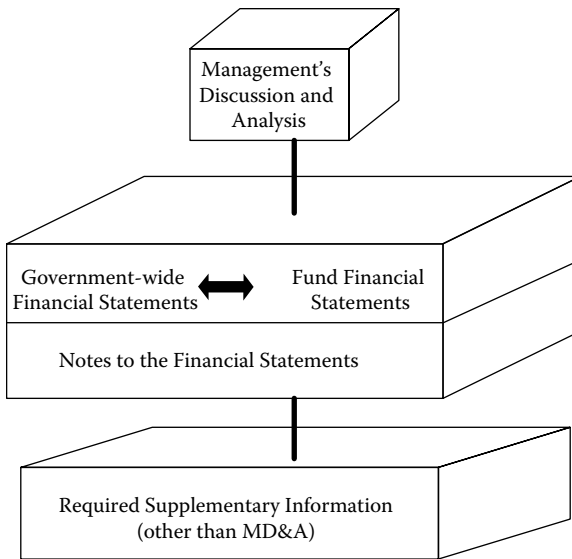 Management’s
Discussion and
Analysis
Government-wide
Financial Statements
Fund Financial
Statements
Notes to the Financial Statements
Required Supplementary Information
(other than MD&A)